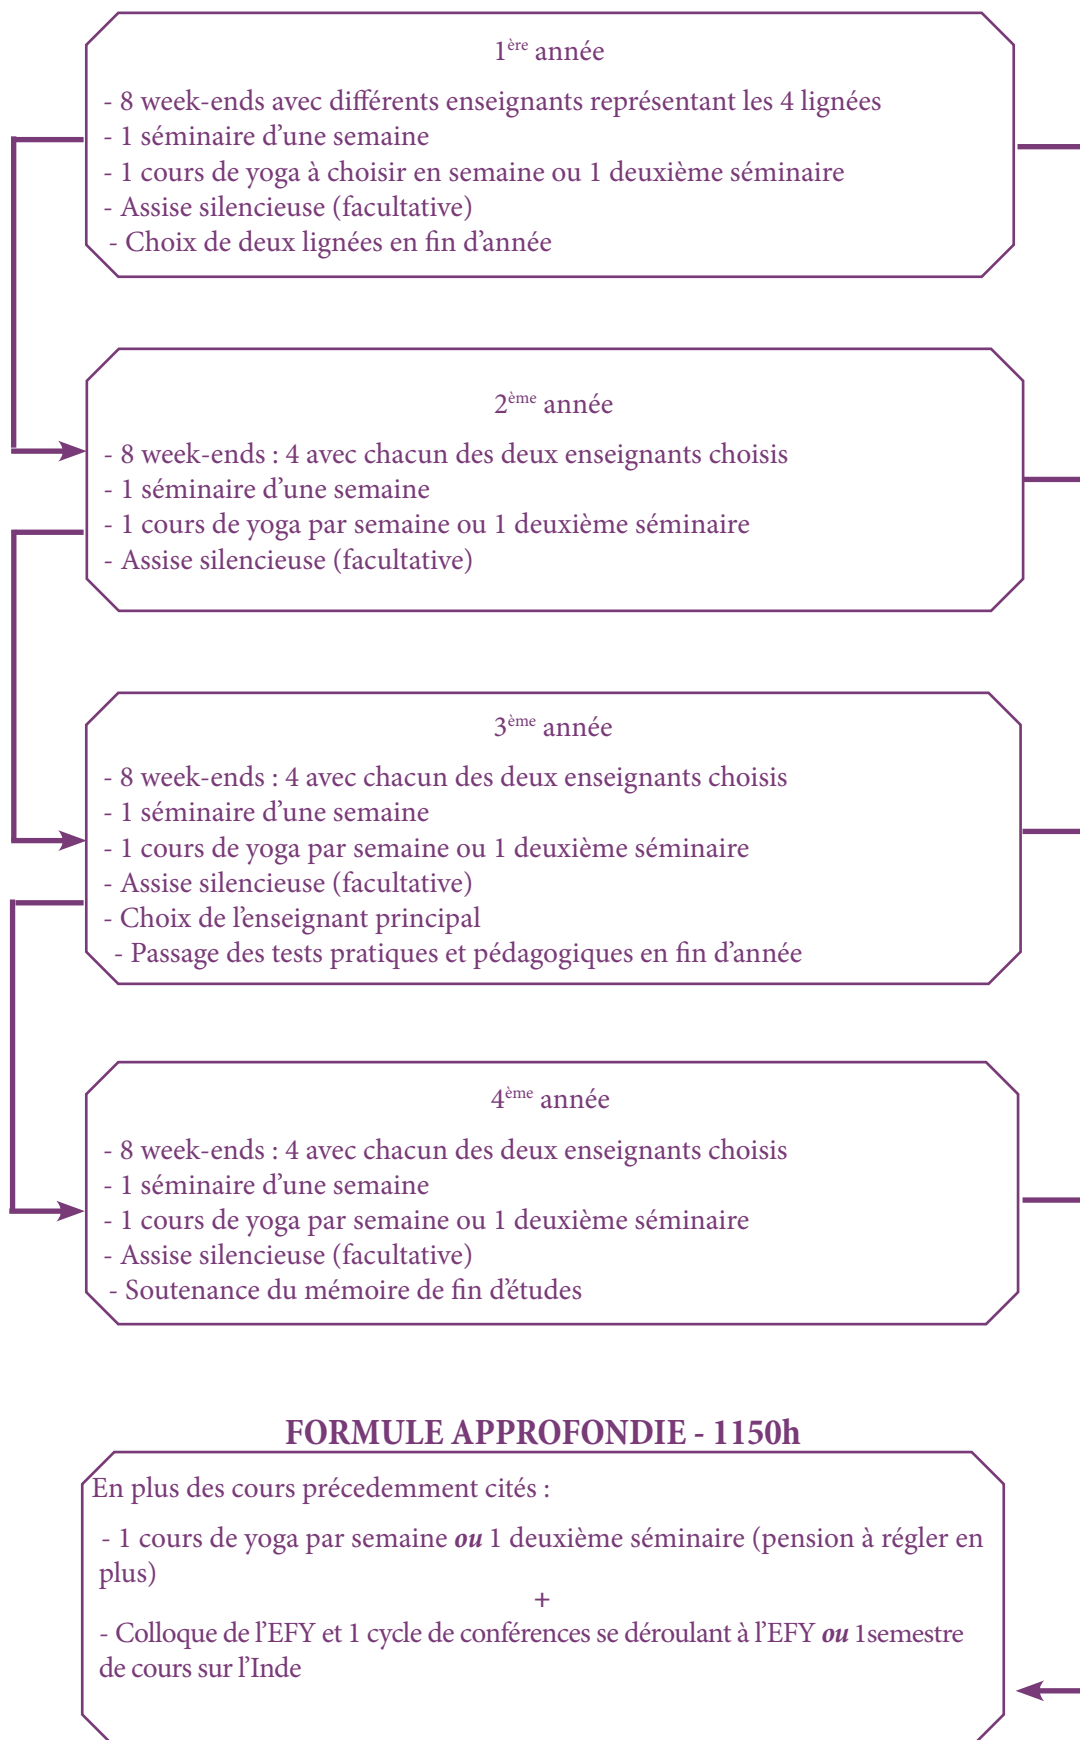 1ère année
- 8 week-ends avec différents enseignants représentant les 4 lignées
- 1 séminaire d’une semaine
- 1 cours de yoga à choisir en semaine ou 1 deuxième séminaire
- Assise silencieuse (facultative)
- Choix de deux lignées en fin d’année
2ème année
- 8 week-ends : 4 avec chacun des deux enseignants choisis
- 1 séminaire d’une semaine
- 1 cours de yoga par semaine ou 1 deuxième séminaire
- Assise silencieuse (facultative)
3ème année
- 8 week-ends : 4 avec chacun des deux enseignants choisis
- 1 séminaire d’une semaine
- 1 cours de yoga par semaine ou 1 deuxième séminaire
- Assise silencieuse (facultative)
- Choix de l’enseignant principal
- Passage des tests pratiques et pédagogiques en fin d’année
4ème année
- 8 week-ends : 4 avec chacun des deux enseignants choisis
- 1 séminaire d’une semaine
- 1 cours de yoga par semaine ou 1 deuxième séminaire
- Assise silencieuse (facultative)
- Soutenance du mémoire de fin d’études
FORMULE APPROFONDIE - 1150h
En plus des cours précedemment cités :
- 1 cours de yoga par semaine ou 1 deuxième séminaire (pension à régler en
plus)
+
- Colloque de l’EFY et 1 cycle de conférences se déroulant à l’EFY ou 1semestre
de cours sur l’Inde